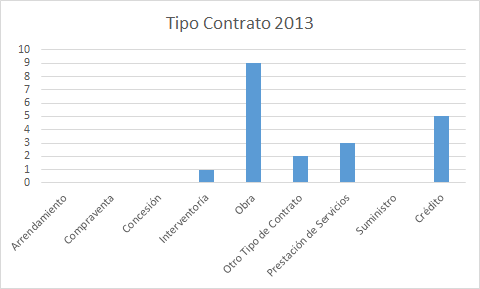 Tipo Contrato 2013
10
9
8
7
6
5
4
3
2
1
0
Arrendamiento
Compraventa
Concesión
Interventoría
Obra
Otro Tipo de Contrato
Prestación de Servicios
Suministro
Crédito